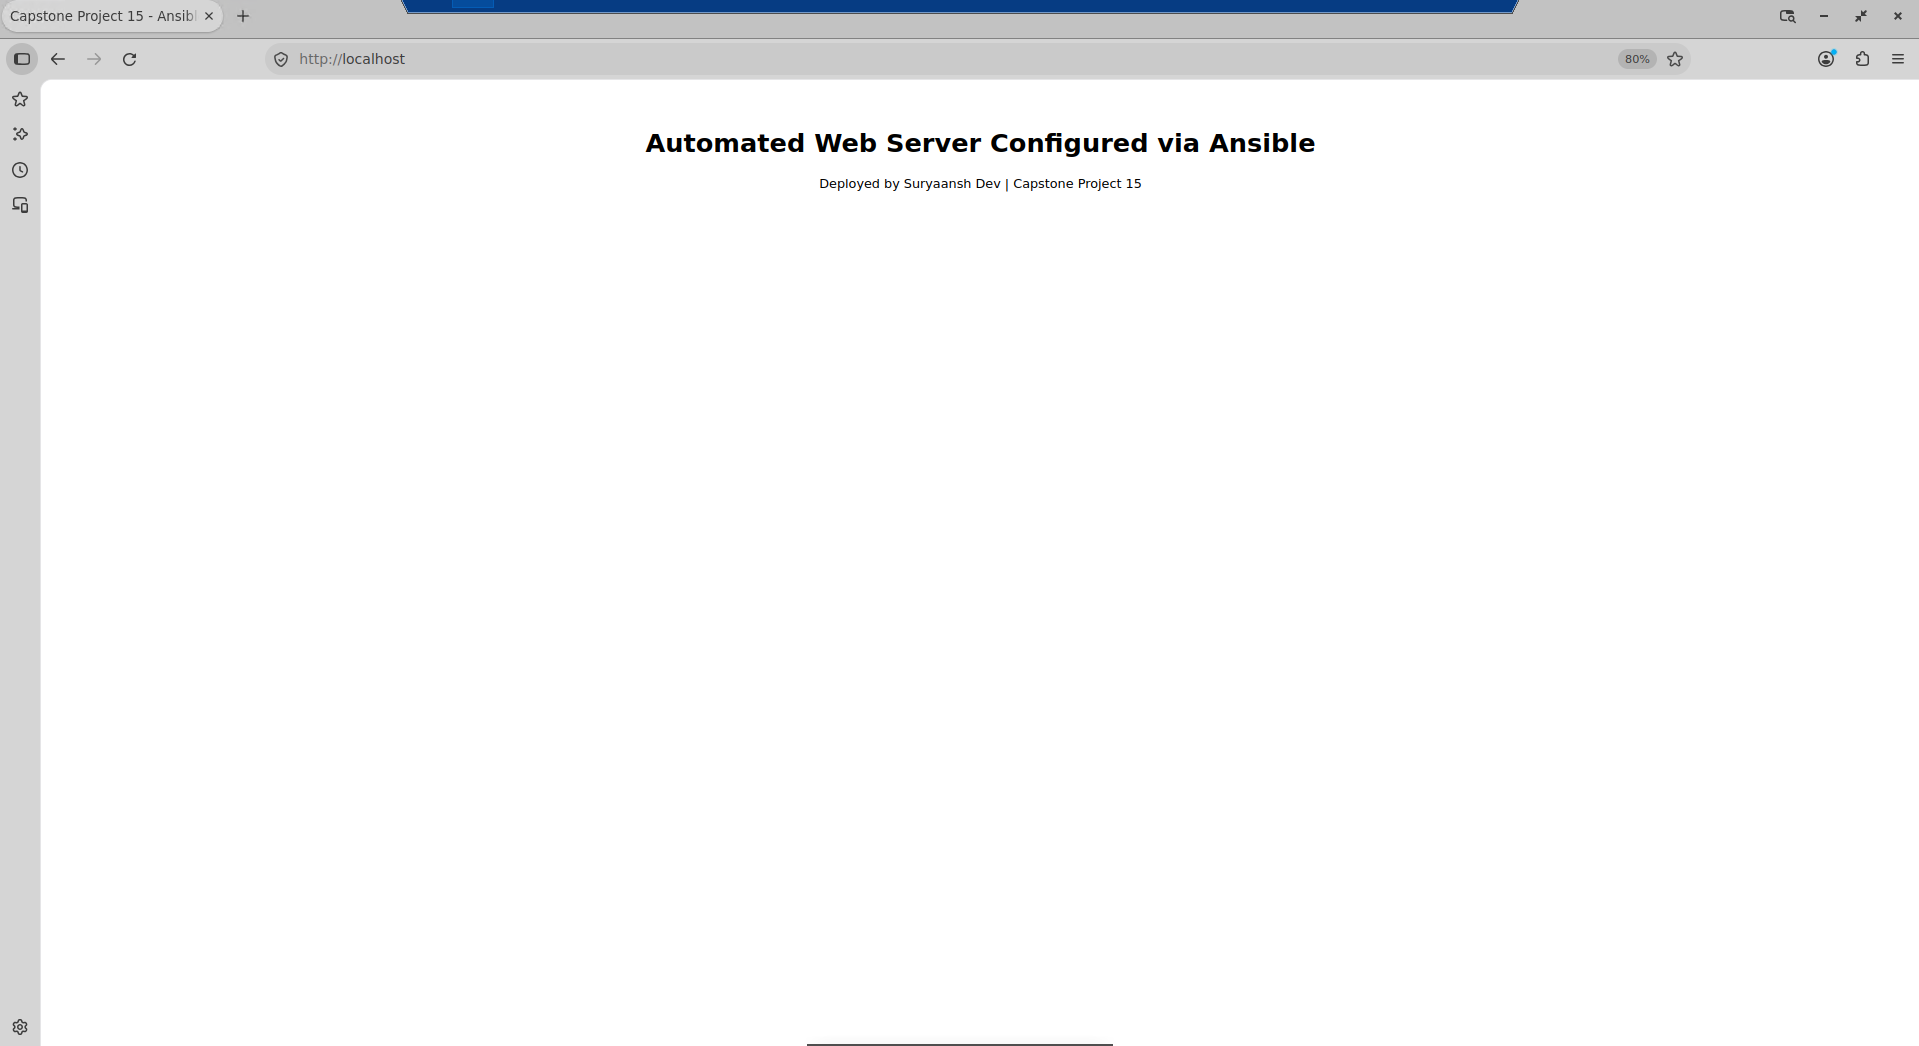 Capstone Project 15 - Ansibl
http://localhost
80%
Automated Web Server Configured via Ansible
Deployed by Suryaansh Dev | Capstone Project 15